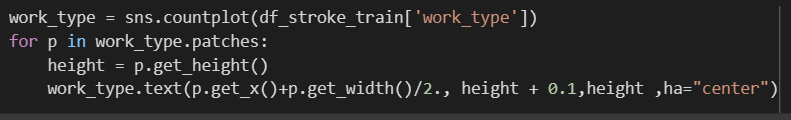 work_type = sns.countplot(df_stroke_train['work_type'])
for p in work_type.patches:
    height = p.get_height()
    work_type.text(p.get_x()+p.get_width()/2., height + 0.1,height ,ha="center")